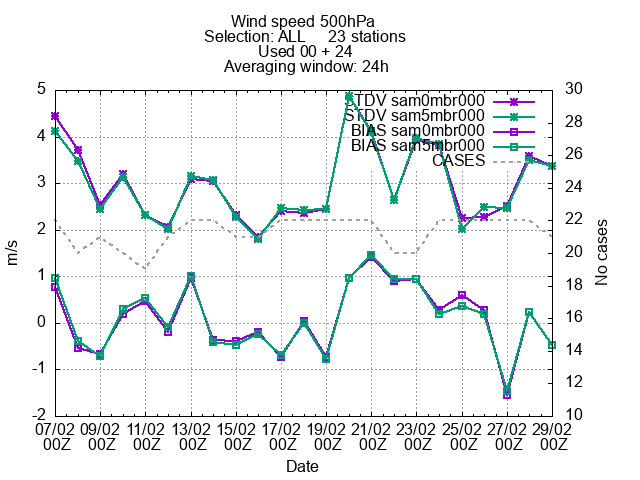 Wind speed 500hPa
Selection: ALL     23 stations
Used 00 + 24
Averaging window: 24h
5
4
3
2
1
0
-1
-2
m/s
30
28
26
24
22
20
18
16
14
12
10
No cases
STDV sam0mbr000
STDV sam5mbr000
BIAS sam0mbr000
BIAS sam5mbr000
CASES
07/02 09/02 11/02 13/02 15/02 17/02 19/02 21/02 23/02 25/02 27/02 29/02
00Z 00Z 00Z 00Z 00Z 00Z 00Z 00Z 00Z 00Z 00Z 00Z
Date